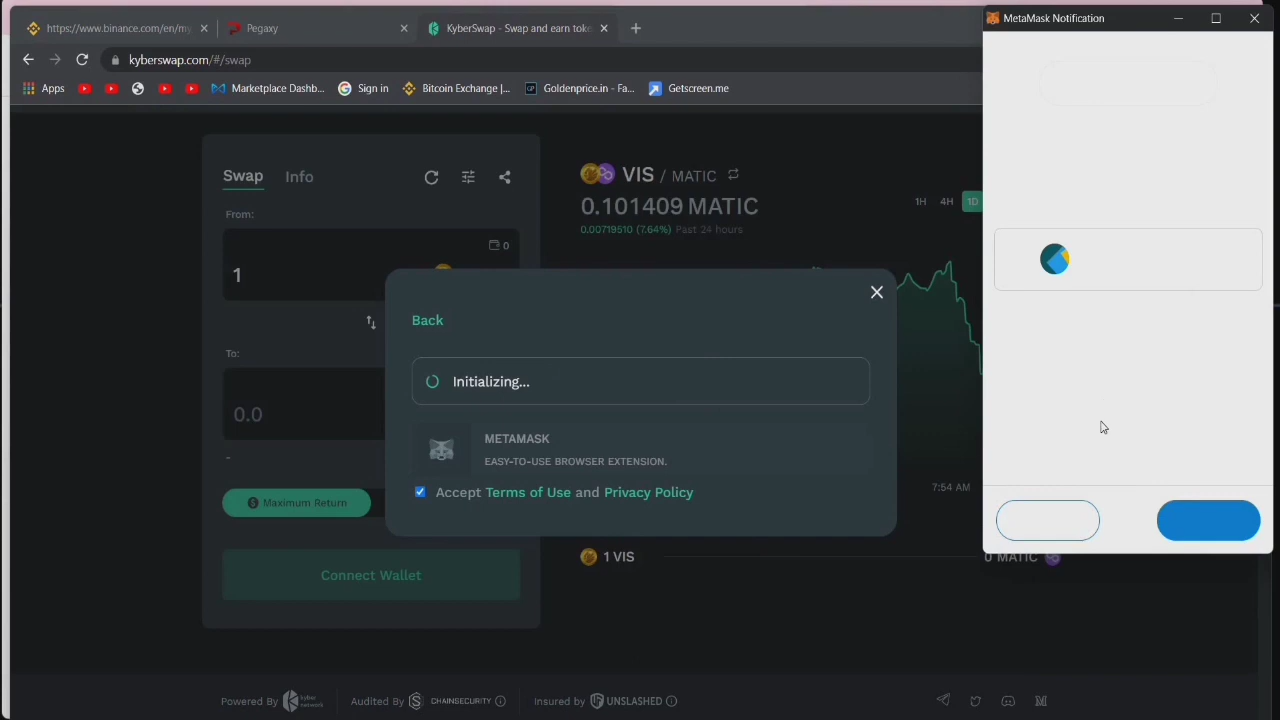 https://www.binance.com/en/my
Pegaxy
KyberSwap - Swap and earn toke
MetaMask Notification
kyberswap.com/#/swap
Apps
Marketplace Dashb...
Sign in
Bitcoin Exchange |...
Goldenprice.in - Fa...
Getscreen.me
Swap
Info
VIS / MATIC
0.101409 MATIC
1H
4H
1D
0.00719510 (7.64%) Past 24 hours
From:
0
1
To:
0.0
-
Back
Initializing...
METAMASK
EASY-TO-USE BROWSER EXTENSION.
Accept Terms of Use and Privacy Policy
7:54 AM
Maximum Return
1 VIS
0 MATIC
Connect Wallet
Powered By kyber network
Audited By CHAINSECURITY
Insured by UNSLASHED